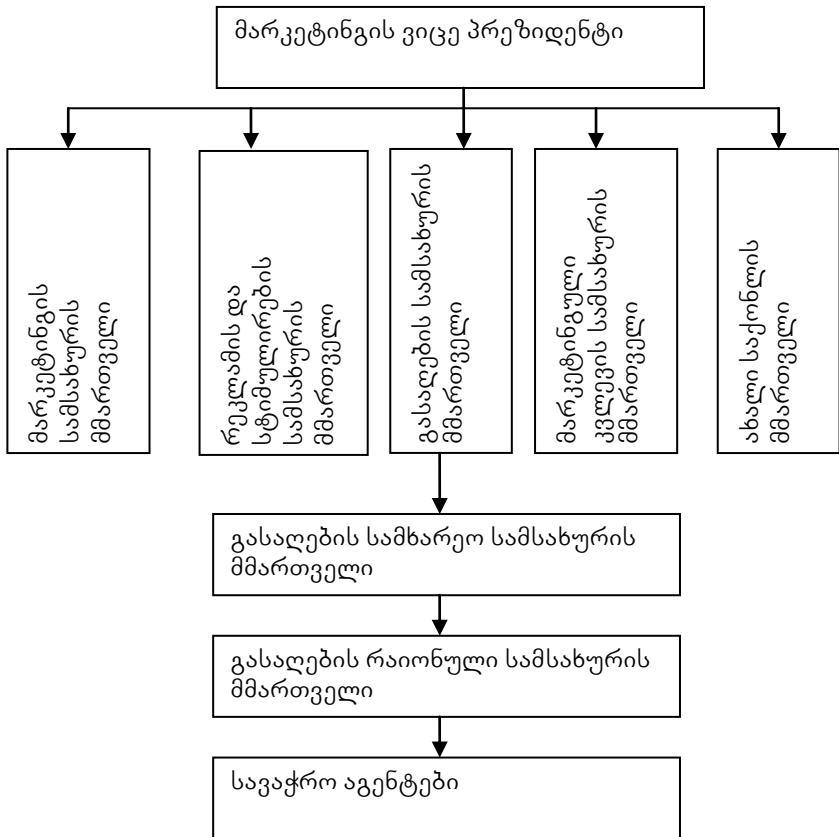 მარკეტინგის ვიცე პრეზიდენტი
მარკეტინგის
სამსახურის
მმართველი
რეკლამის და
სტიმულირების
სამსახურის
მმართველი
გასაღების სამსახურის
მმართველი
მარკეტინგული
კვლევის სამსახურის
მმართველი
ახალი საქონლის
მმართველი
გასაღების სამხარეო სამსახურის
მმართველი
გასაღების რაიონული სამსახურის
მმართველი
სავაჭრო აგენტები